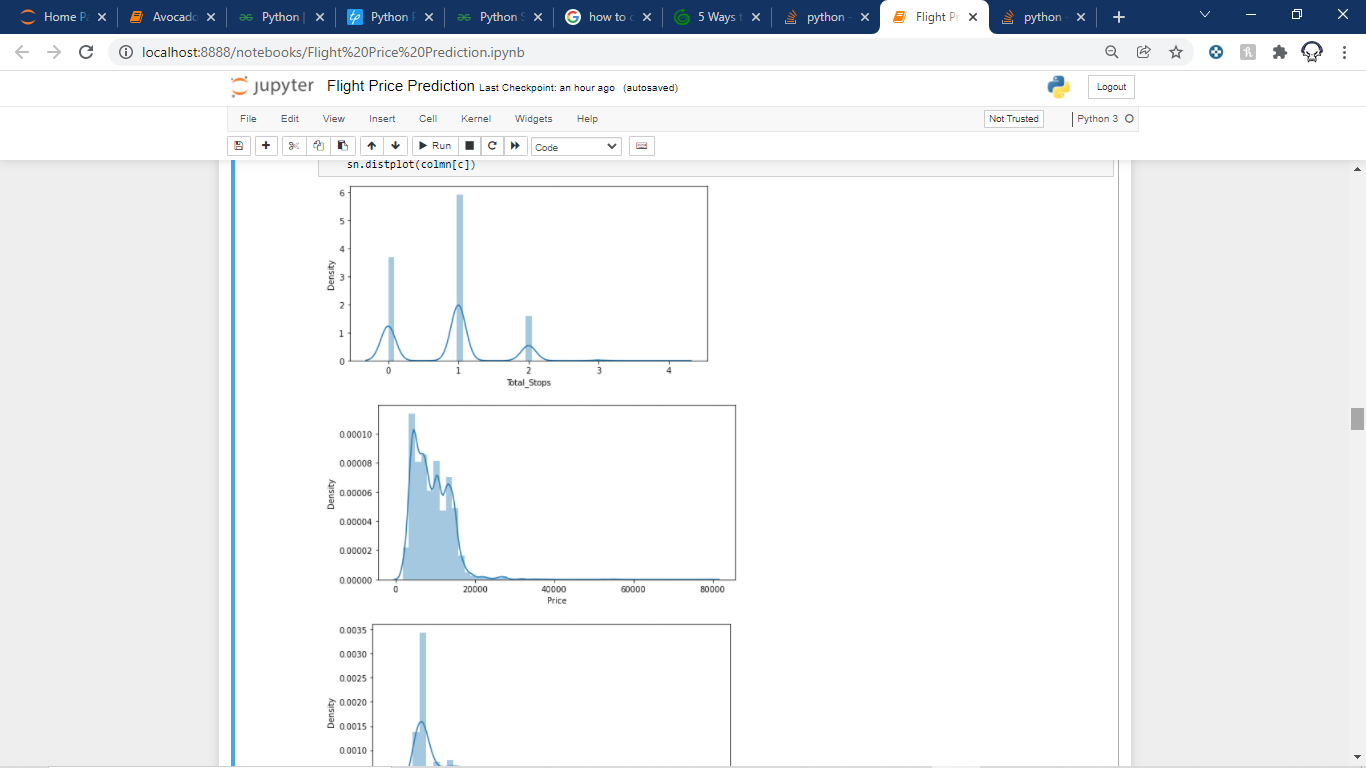 Home Pa
Avocado
Python |
Python P
Python S
how to c
5 Ways t
python -
Flight Pr
python -
localhost:8888/notebooks/Flight%20Price%20Prediction.ipynb
jupyter Flight Price Prediction Last Checkpoint: an hour ago (autosaved)
Logout
File Edit View Insert Cell Kernel Widgets Help
Not Trusted
Python 3
Run
Code
sn.distplot(colmn[c])
6
5
4
3
2
1
0
Density
0 1 2 3 4
Total_Stops
0.00010
0.00008
0.00006
0.00004
0.00002
0.00000
Density
0 20000 40000 60000 80000
Price
0.0035
0.0030
0.0025
0.0020
0.0015
0.0010
Density